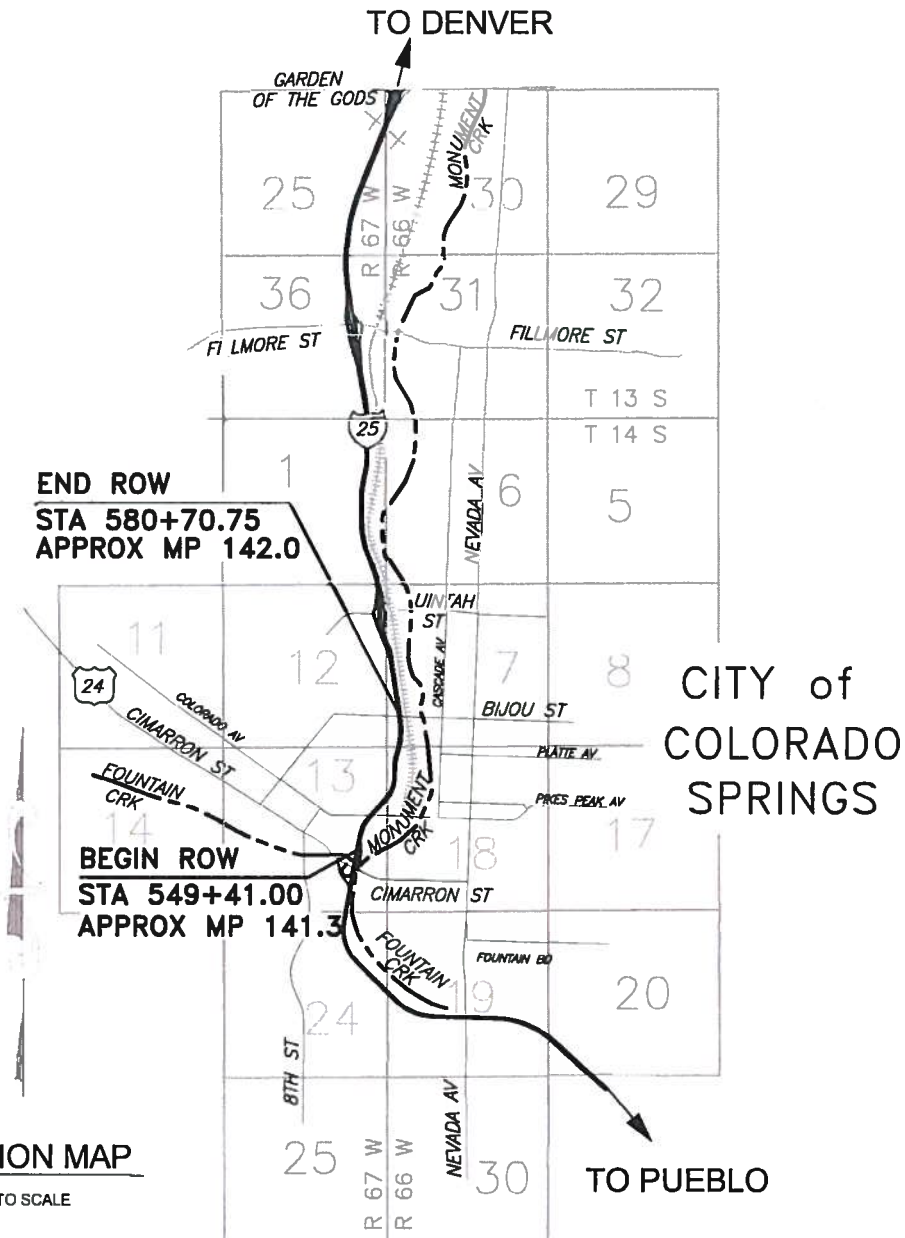 TO DENVER
GARDEN
OF THE GODS
MONUMENT
CRK
25
R 67 W
R 66 W
30
29
36
31
32
FILMORE ST
FILLMORE ST
T 13 S
25
T 14 S
1
NEVADA AV
6
5
END ROW
STA 580+70.75
APPROX MP 142.0
UINTAH
ST
11
12
CASCADE AV
7
8
24
COLORADO AV
CIMARRON ST
BIJOU ST
CITY of
COLORADO
SPRINGS
PLATTE AV
13
FOUNTAIN
CRK
PIKES PEAK AV
14
MONUMENT
CRK
18
17
BEGIN ROW
STA 549+41.00
APPROX MP 141.3
CIMARRON ST
FOUNTAIN
CRK
FOUNTAIN BD
24
19
20
8TH ST
NEVADA AV
ION MAP
TO SCALE
25
R 67 W
R 66 W
30
TO PUEBLO